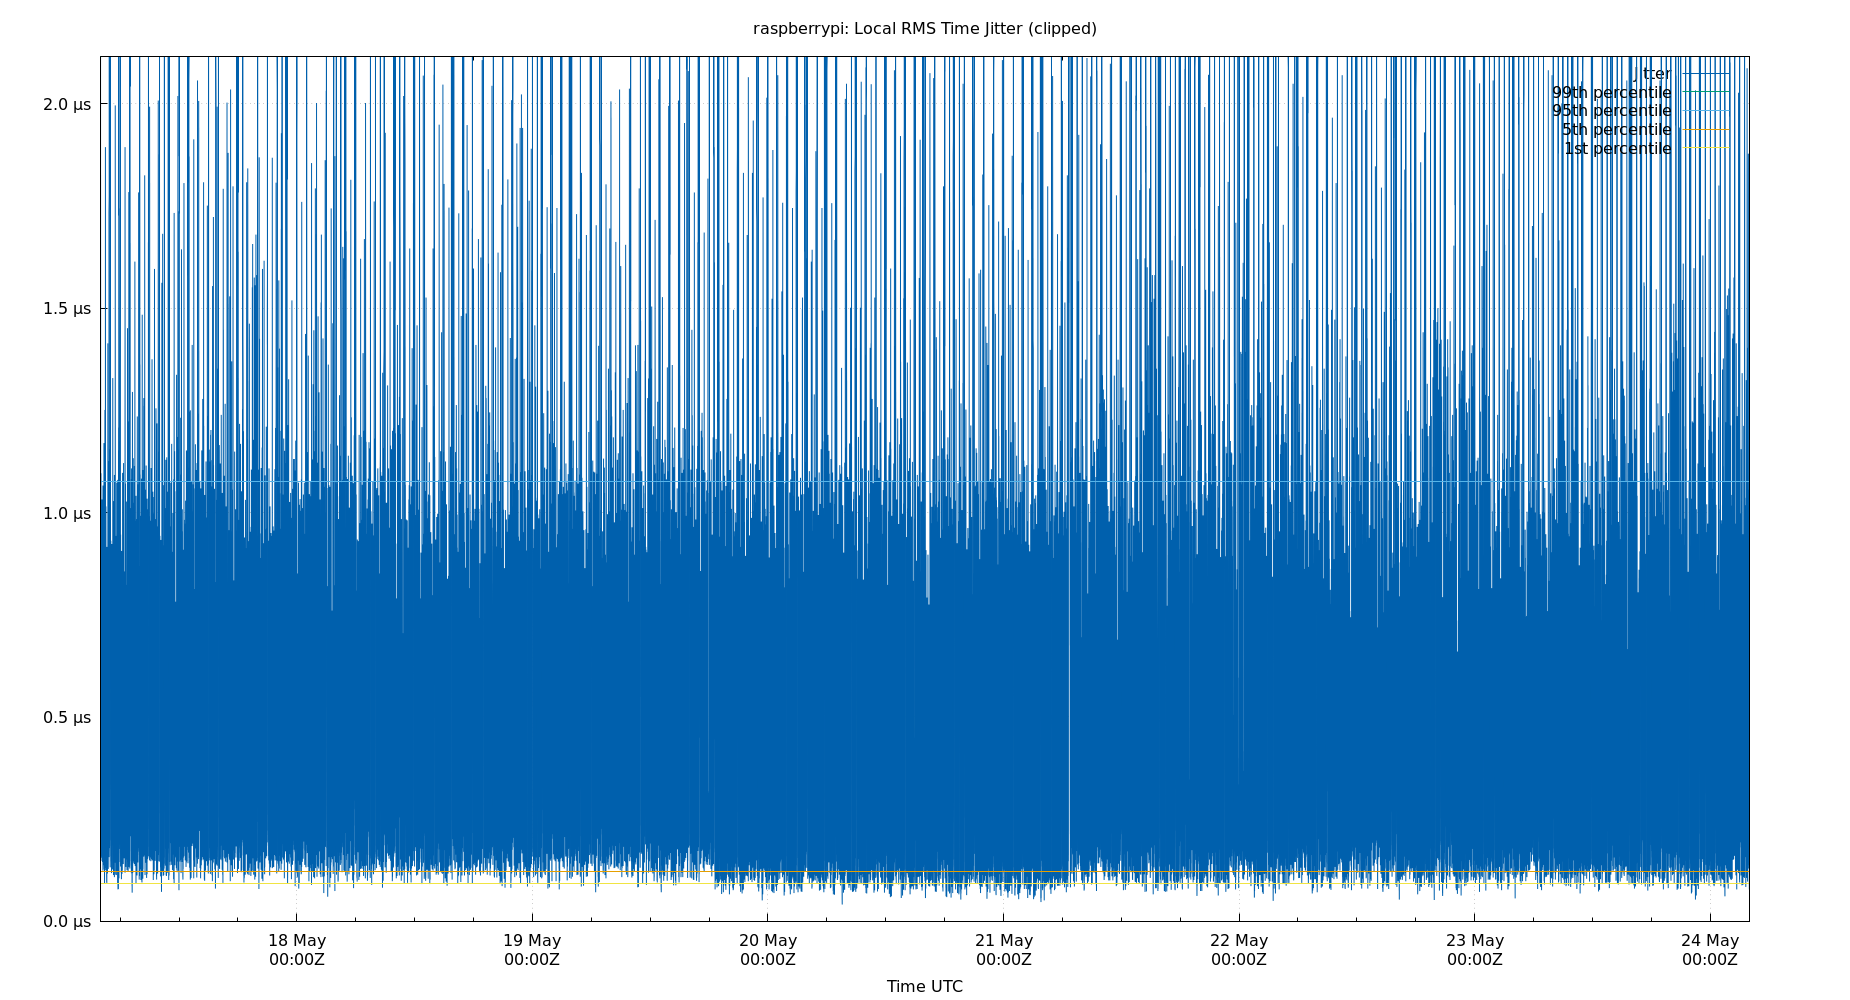 raspberrypi: Local RMS Time Jitter (clipped)
jitter
99th percentile
95th percentile
5th percentile
1st percentile
2.0 µs
1.5 µs
1.0 µs
0.5 µs
0.0 µs
18 May 19 May 20 May 21 May 22 May 23 May 24 May
00:00Z 00:00Z 00:00Z 00:00Z 00:00Z 00:00Z 00:00Z
Time UTC